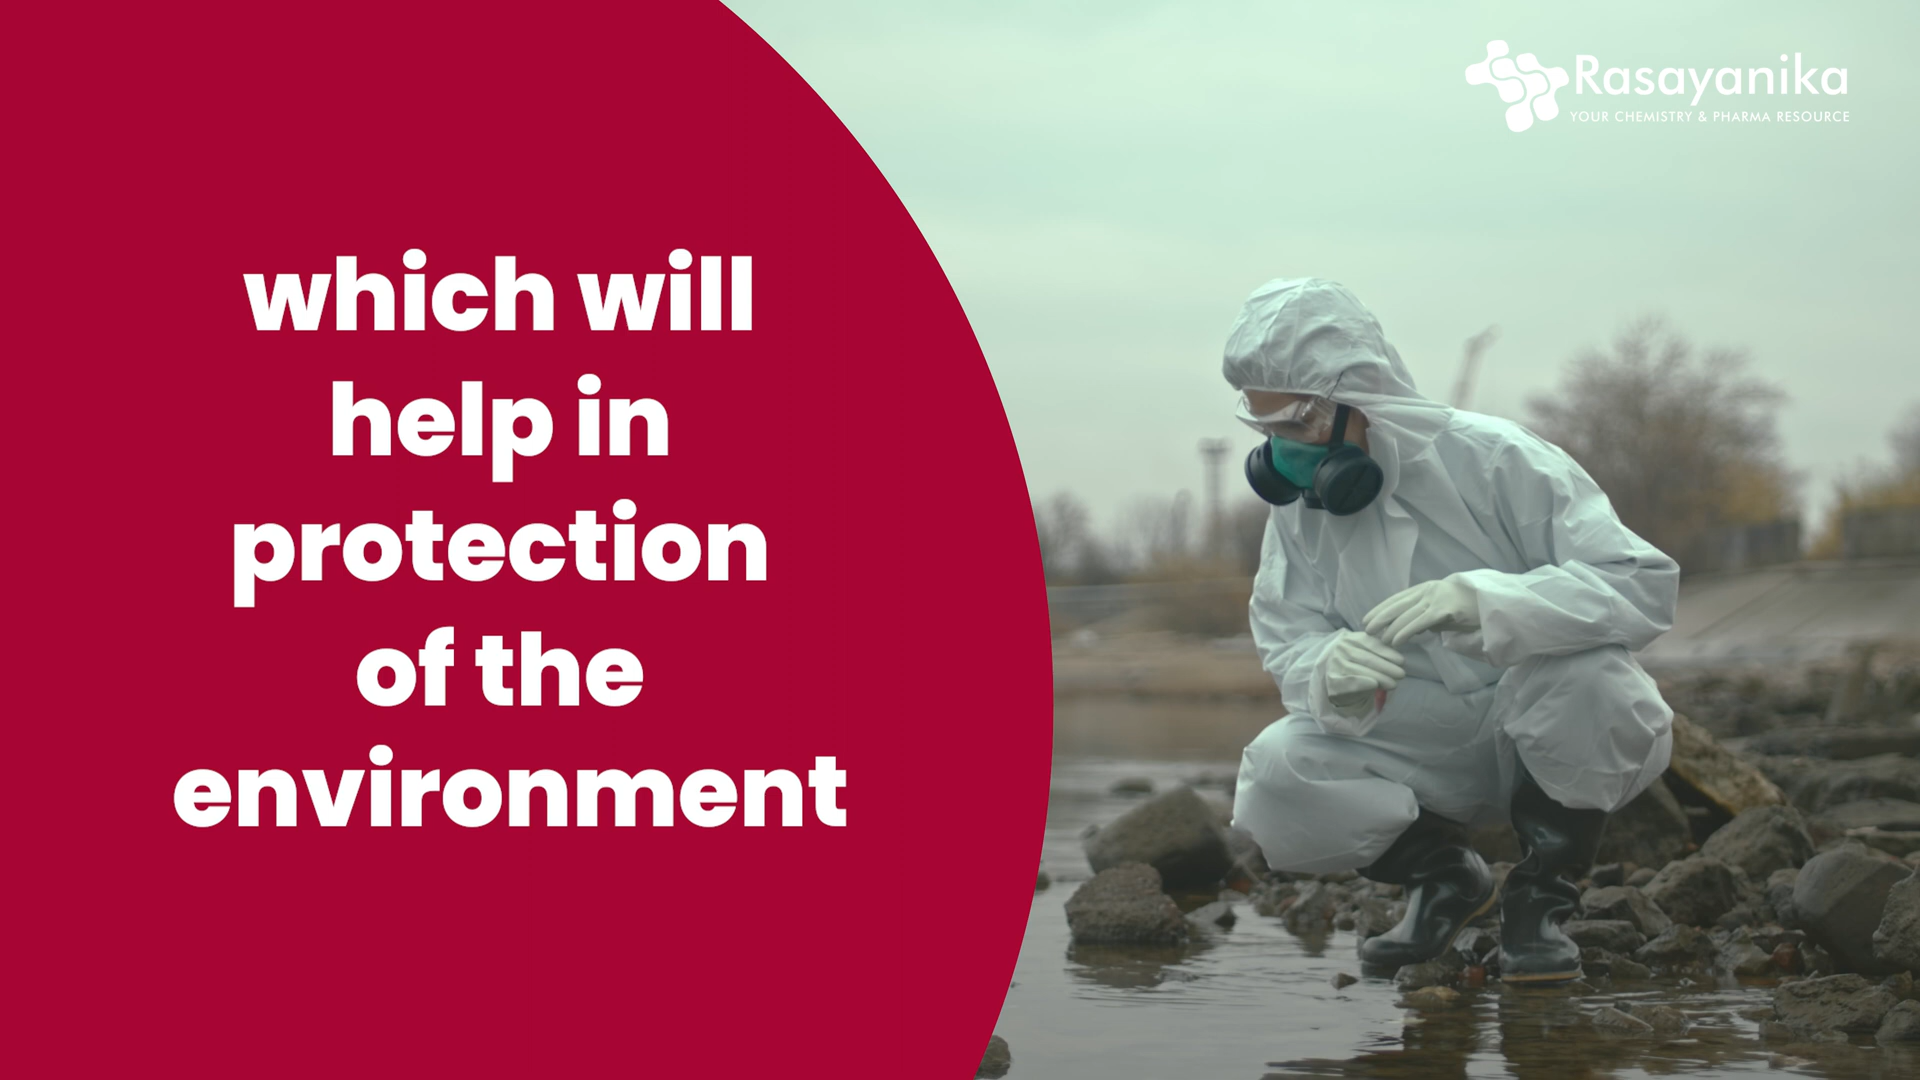 Rasayanika
YOUR CHEMISTRY & PHARMA RESOURCE
which will
help in
protection
of the
environment